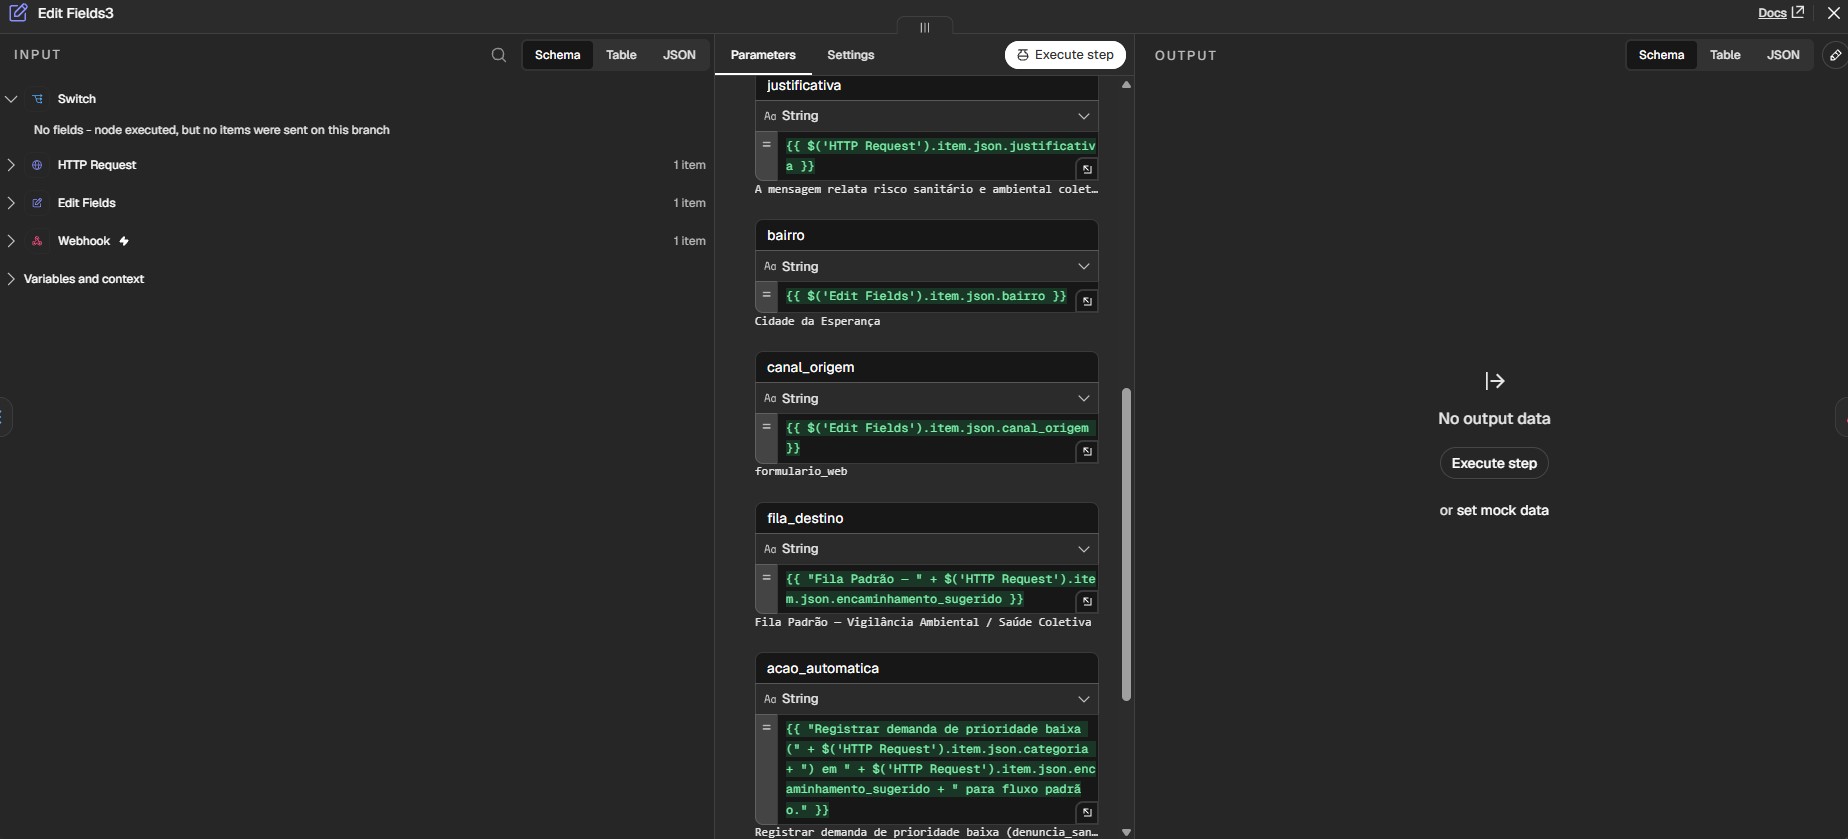 Edit Fields3
Docs
INPUT
Schema
Table
JSON
Switch
No fields - node executed, but no items were sent on this branch
HTTP Request
1 item
Edit Fields
1 item
Webhook
1 item
Variables and context
Parameters
Settings
Execute step
justificativa
Aa String
=
{{ $('HTTP Request').item.json.justificativ
a }}
A mensagem relata risco sanitário e ambiental colet…
bairro
Aa String
=
{{ $('Edit Fields').item.json.bairro }}
Cidade da Esperança
canal_origem
Aa String
=
{{ $('Edit Fields').item.json.canal_origem
}}
formulario_web
fila_destino
Aa String
=
{{ "Fila Padrão — " + $('HTTP Request').ite
m.json.encaminhamento_sugerido }}
Fila Padrão — Vigilância Ambiental / Saúde Coletiva
acao_automatica
Aa String
=
{{ "Registrar demanda de prioridade baixa
(" + $('HTTP Request').item.json.categoria
+ ") em " + $('HTTP Request').item.json.enc
aminhamento_sugerido + " para fluxo padrã
o." }}
Registrar demanda de prioridade baixa (denuncia_san…
OUTPUT
Schema
Table
JSON
No output data
Execute step
or set mock data